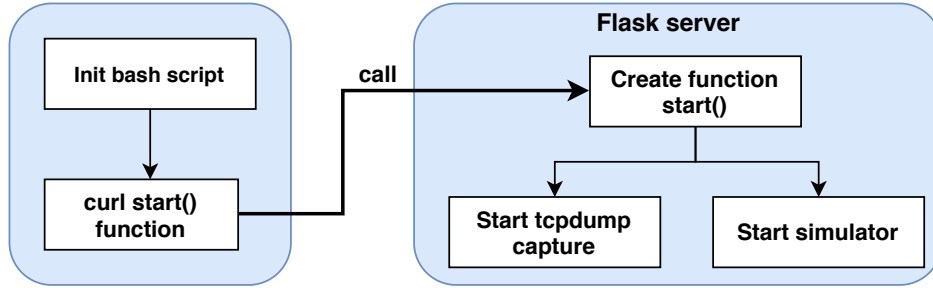 Init bash script
curl start()
function
call
Flask server
Create function
start()
Start tcpdump
capture
Start simulator